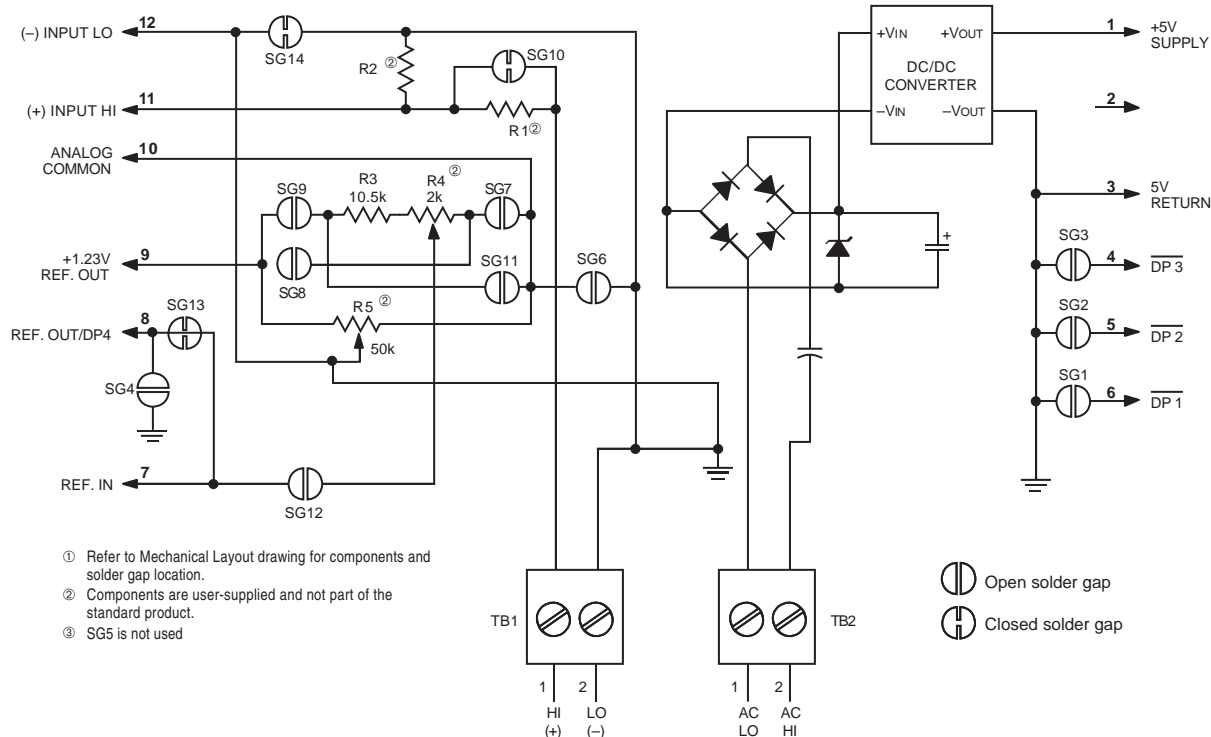 12
(–) INPUT LO
SG14
SG10
R2 ②
11
(+) INPUT HI
R1②
ANALOG
COMMON
10
SG9
R3
10.5k
R4 ②
2k
SG7
+1.23V
REF. OUT
9
SG8
SG11
SG6
SG13
R5 ②
50k
8
REF. OUT/DP4
SG4
7
REF. IN
SG12
+VIN
+VOUT
DC/DC
CONVERTER
–VIN
–VOUT
1
+5V
SUPPLY
2
3
5V
RETURN
+
SG3
4
DP 3
SG2
5
DP 2
SG1
6
DP 1
① Refer to Mechanical Layout drawing for components and
solder gap location.
② Components are user-supplied and not part of the
standard product.
③ SG5 is not used
TB1
TB2
1
2
HI
(+)
LO
(–)
1
2
AC
LO
AC
HI
Open solder gap
Closed solder gap